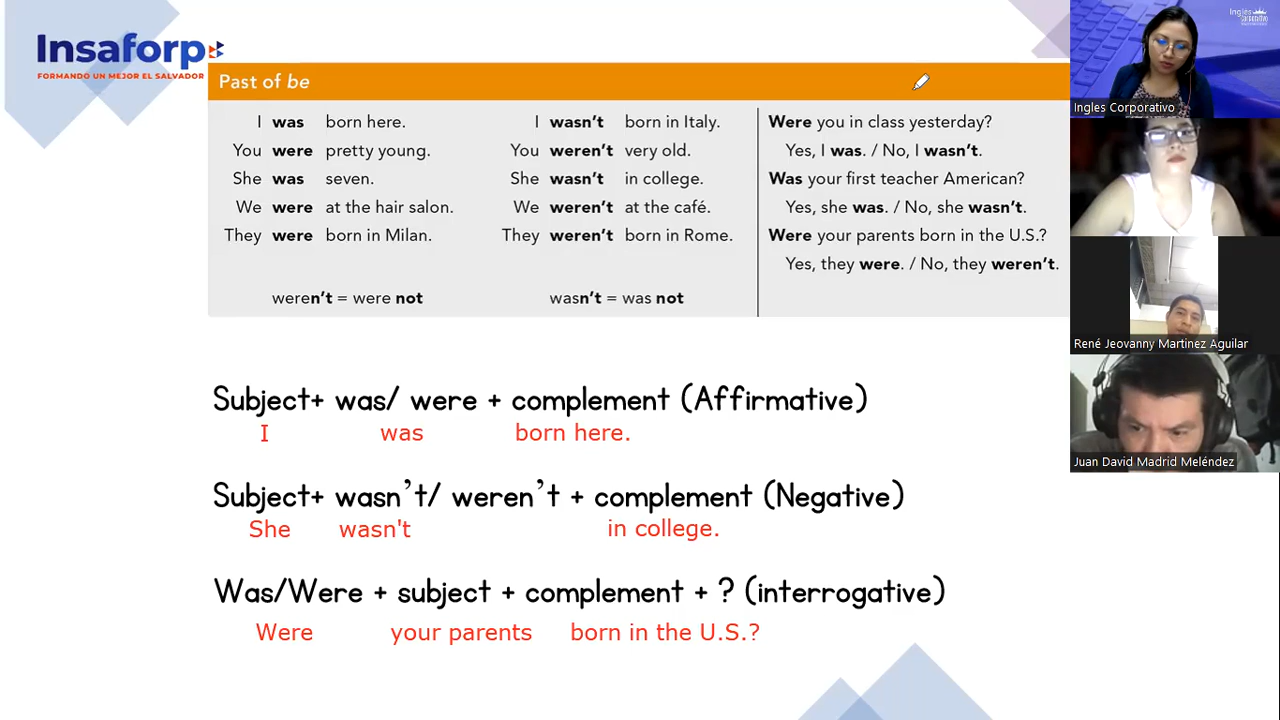 Insaforp
FORMANDO UN MEJOR EL SALVADOR
Past of be
I was born here.
You were pretty young.
She was seven.
We were at the hair salon.
They were born in Milan.
weren't = were not
I wasn't born in Italy.
You weren't very old.
She wasn't in college.
We weren't at the café.
They weren't born in Rome.
wasn't = was not
Were you in class yesterday?
Yes, I was. / No, I wasn't.
Was your first teacher American?
Yes, she was. / No, she wasn't.
Were your parents born in the U.S.?
Yes, they were. / No, they weren't.
Subject+ was/ were + complement (Affirmative)
I was born here.
Subject+ wasn't/ weren't + complement (Negative)
She wasn't in college.
Was/Were + subject + complement + ? (interrogative)
Were your parents born in the U.S.?
Ingles Corporativo
René Jeovanny Martinez Aguilar
Juan David Madrid Meléndez